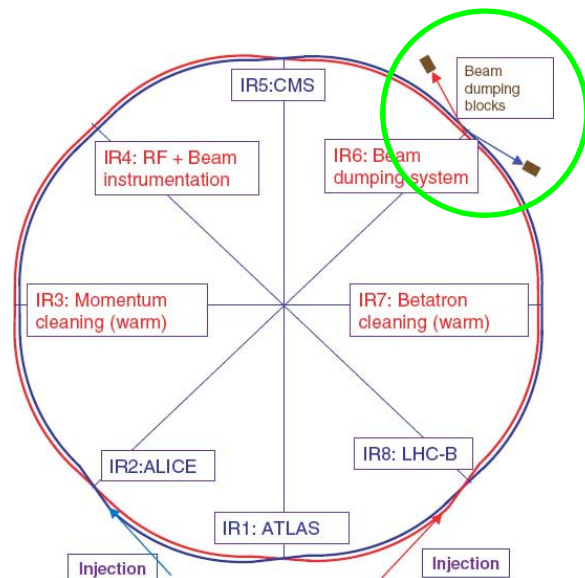 Beam
dumping
blocks
IR5:CMS
IR4: RF + Beam
instrumentation
IR6: Beam
dumping system
IR3: Momentum
cleaning (warm)
IR7: Betatron
cleaning (warm)
IR2:ALICE
IR8: LHC-B
IR1: ATLAS
Injection
Injection